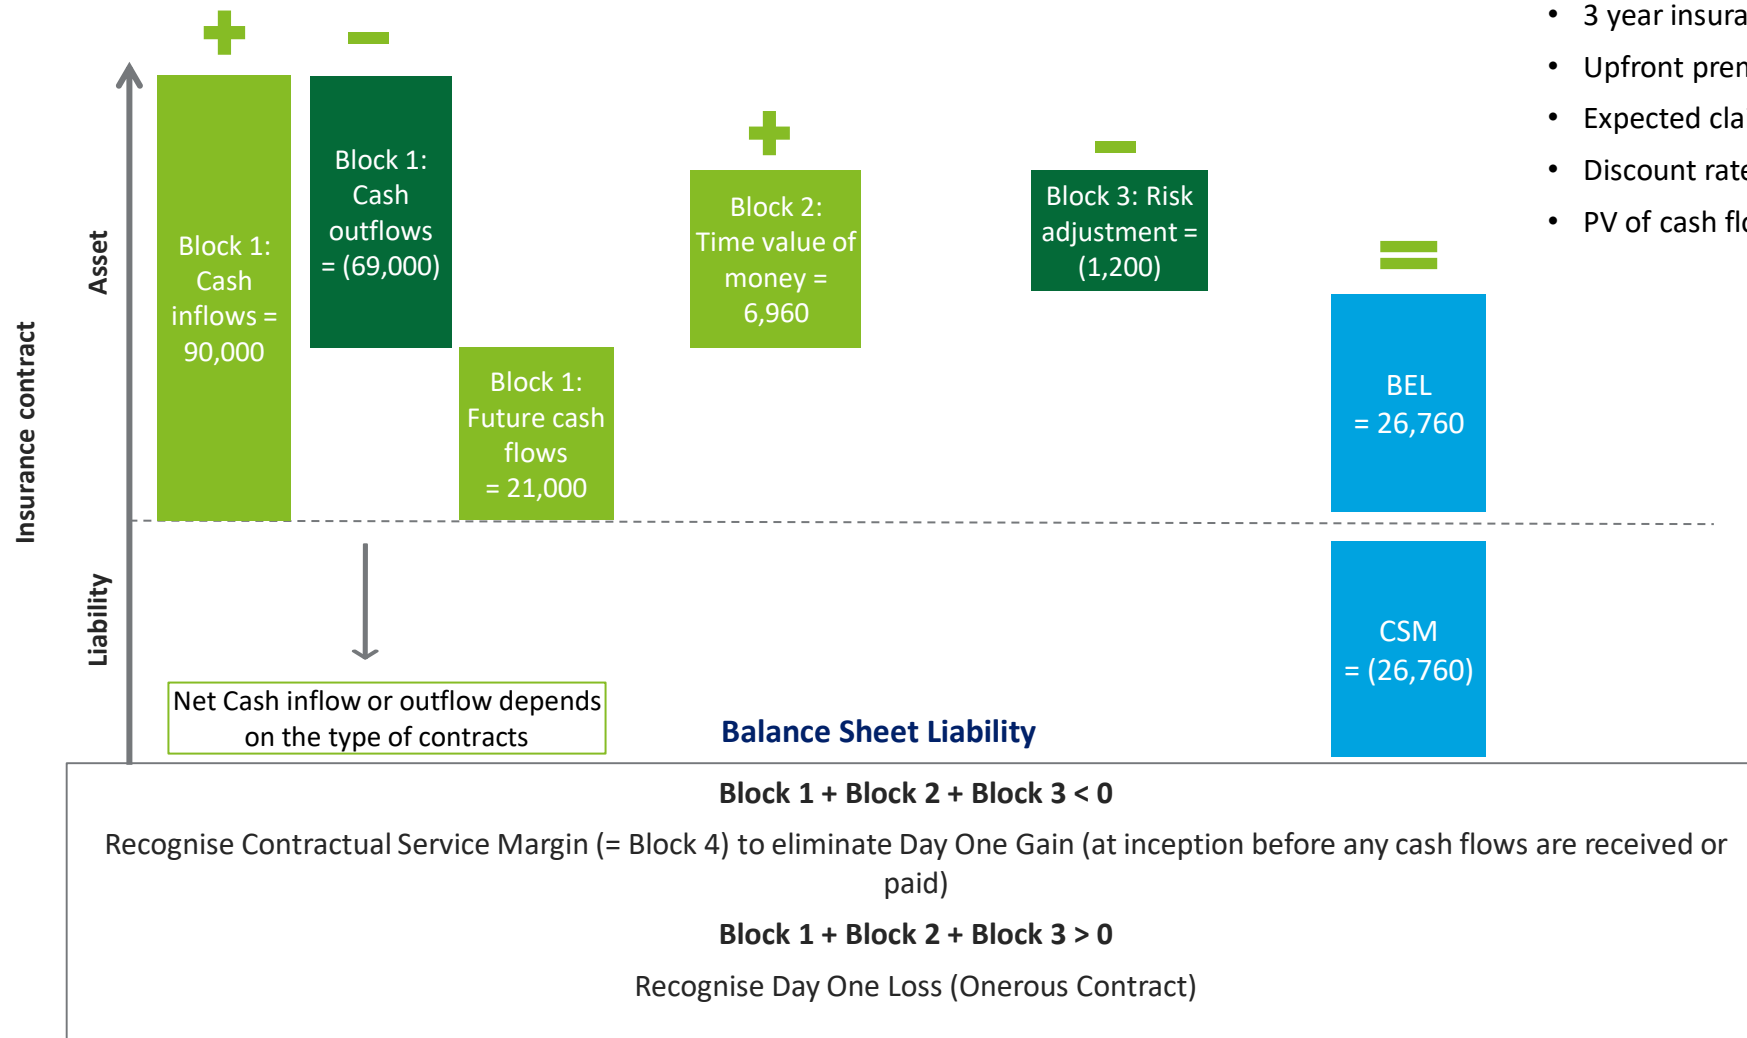 • 3 year
• Upfront
• Expected
• Discount
• PV of cash
Insurance contract
Asset
Liability
Block 1:
Cash
inflows =
90,000
Block 1:
Cash
outflows
= (69,000)
Block 1:
Future cash
flows
= 21,000
Block 2:
Time value of
money =
6,960
Block 3: Risk
adjustment =
(1,200)
BEL
= 26,760
CSM
= (26,760)
Net Cash inflow or outflow depends
on the type of contracts
Balance Sheet Liability
Block 1 + Block 2 + Block 3 < 0
Recognise Contractual Service Margin (= Block 4) to eliminate Day One Gain (at inception before any cash flows are received or
paid)
Block 1 + Block 2 + Block 3 > 0
Recognise Day One Loss (Onerous Contract)